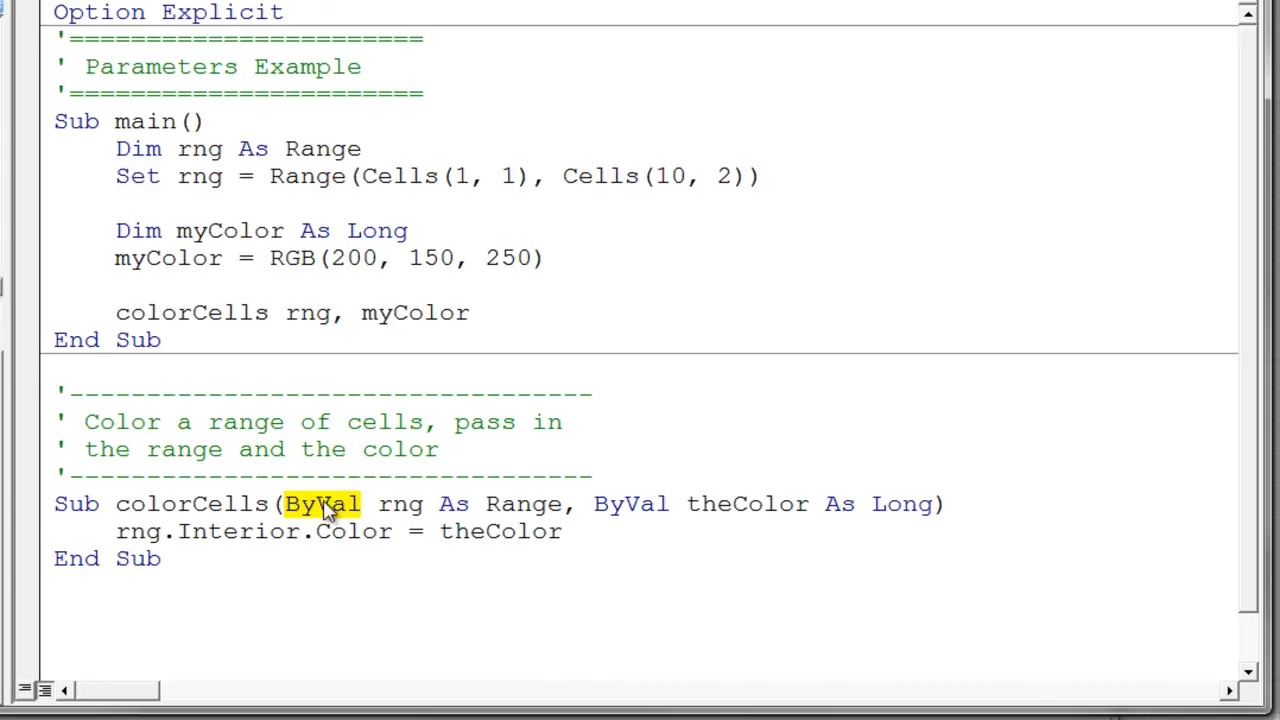 Option Explicit
'=======================
' Parameters Example
'=======================
Sub main()
    Dim rng As Range
    Set rng = Range(Cells(1, 1), Cells(10, 2))
    Dim myColor As Long
    myColor = RGB(200, 150, 250)
    colorCells rng, myColor
End Sub
'----------------------------------
' Color a range of cells, pass in
' the range and the color
'----------------------------------
Sub colorCells(ByVal rng As Range, ByVal theColor As Long)
    rng.Interior.Color = theColor
End Sub